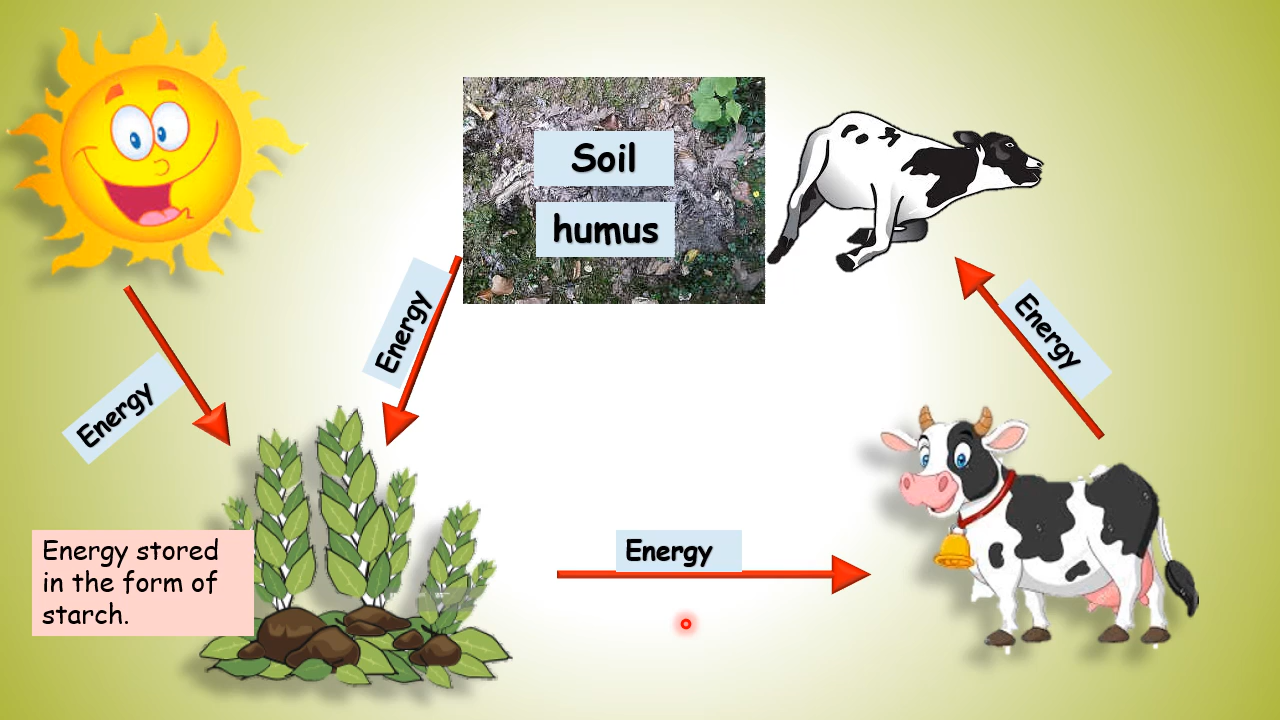 Soil
humus
Energy
Energy
Energy
Energy
Energy stored
in the form of
starch.